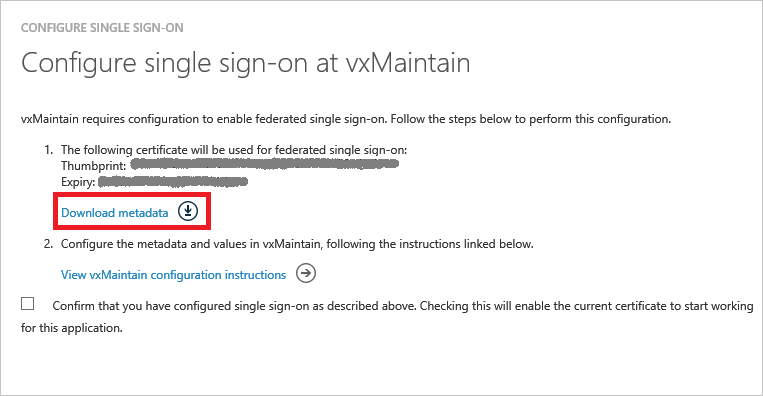 CONFIGURE SINGLE SIGN-ON
Configure single sign-on at vxMaintain
vxMaintain requires configuration to enable federated single sign-on. Follow the steps below to perform this configuration.
1. The following certificate will be used for federated single sign-on:
Thumbprint:
Expiry:
Download metadata
2. Configure the metadata and values in vxMaintain, following the instructions linked below.
View vxMaintain configuration instructions
Confirm that you have configured single sign-on as described above. Checking this will enable the current certificate to start working
for this application.